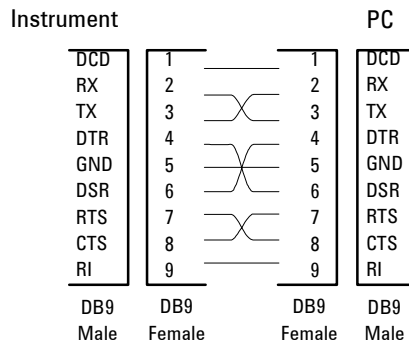 Instrument PC
DCD 1 1 DCD
RX 2 2 RX
TX 3 3 TX
DTR 4 4 DTR
GND 5 5 GND
DSR 6 6 DSR
RTS 7 7 RTS
CTS 8 8 CTS
RI 9 9 RI
DB9 DB9 DB9 DB9
Male Female Female Male